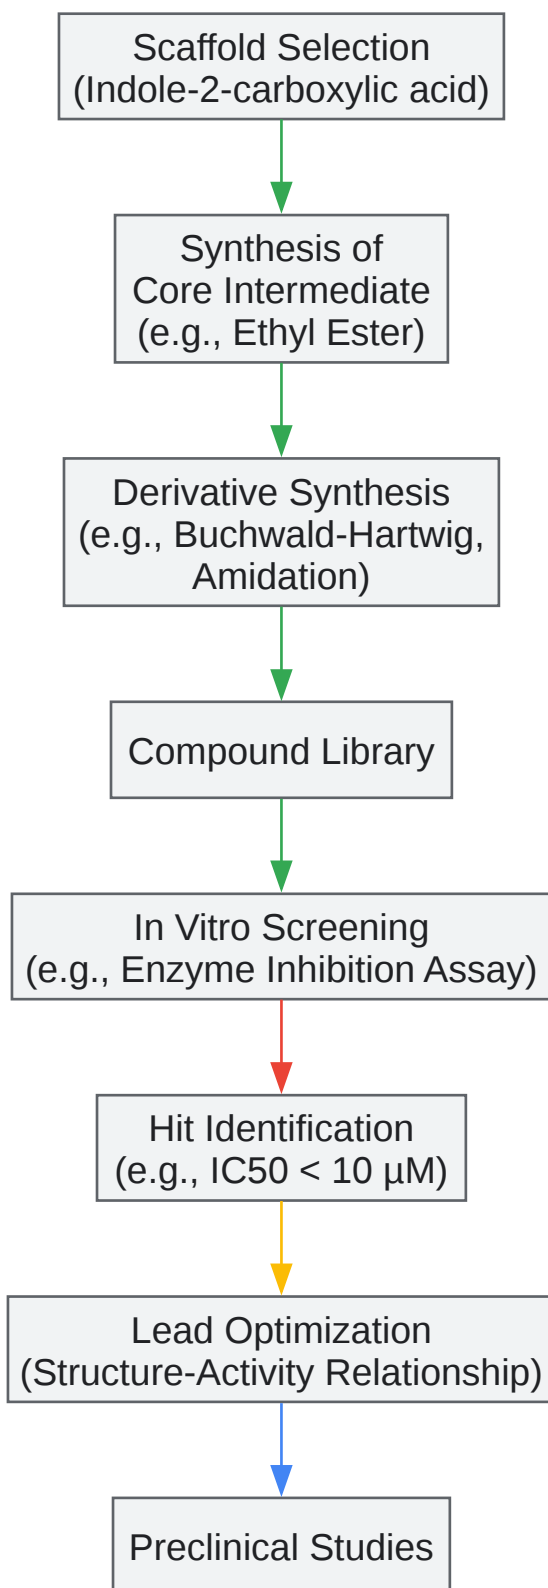 Scaffold Selection
(Indole-2-carboxylic acid)
Synthesis of
Core Intermediate
(e.g., Ethyl Ester)
Derivative Synthesis
(e.g., Buchwald-Hartwig,
Amidation)
Compound Library
In Vitro Screening
(e.g., Enzyme Inhibition Assay)
Hit Identification
(e.g., IC50 < 10 µM)
Lead Optimization
(Structure-Activity Relationship)
Preclinical Studies